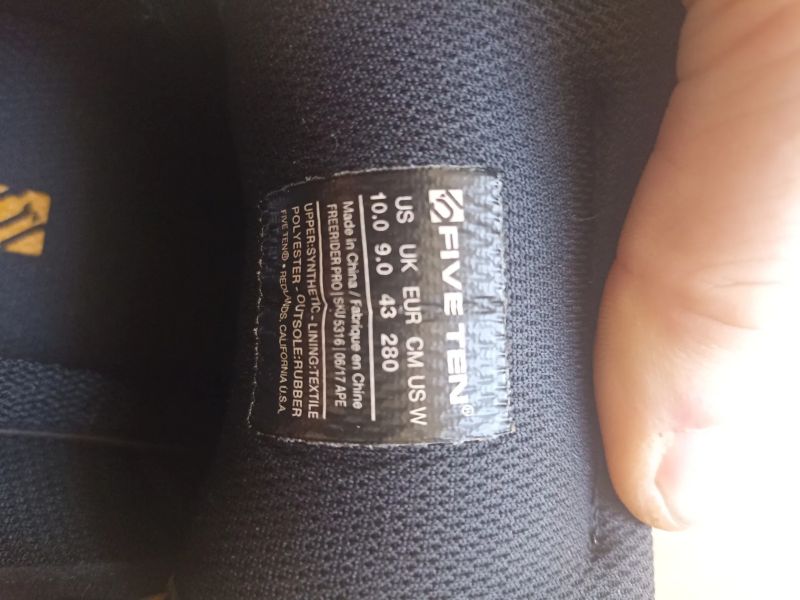 FIVE TEN®
US UK EUR CM US W
10.0 9.0 43 280
Made in China / Fabrique en Chine
FREERIDER PRO | SKU 5316 | 06/17 APE
UPPER:SYNTHETIC - LINING:TEXTILE
POLYESTER - OUTSOLE:RUBBER
FIVE TEN® • REDLANDS, CALIFORNIA U.S.A.